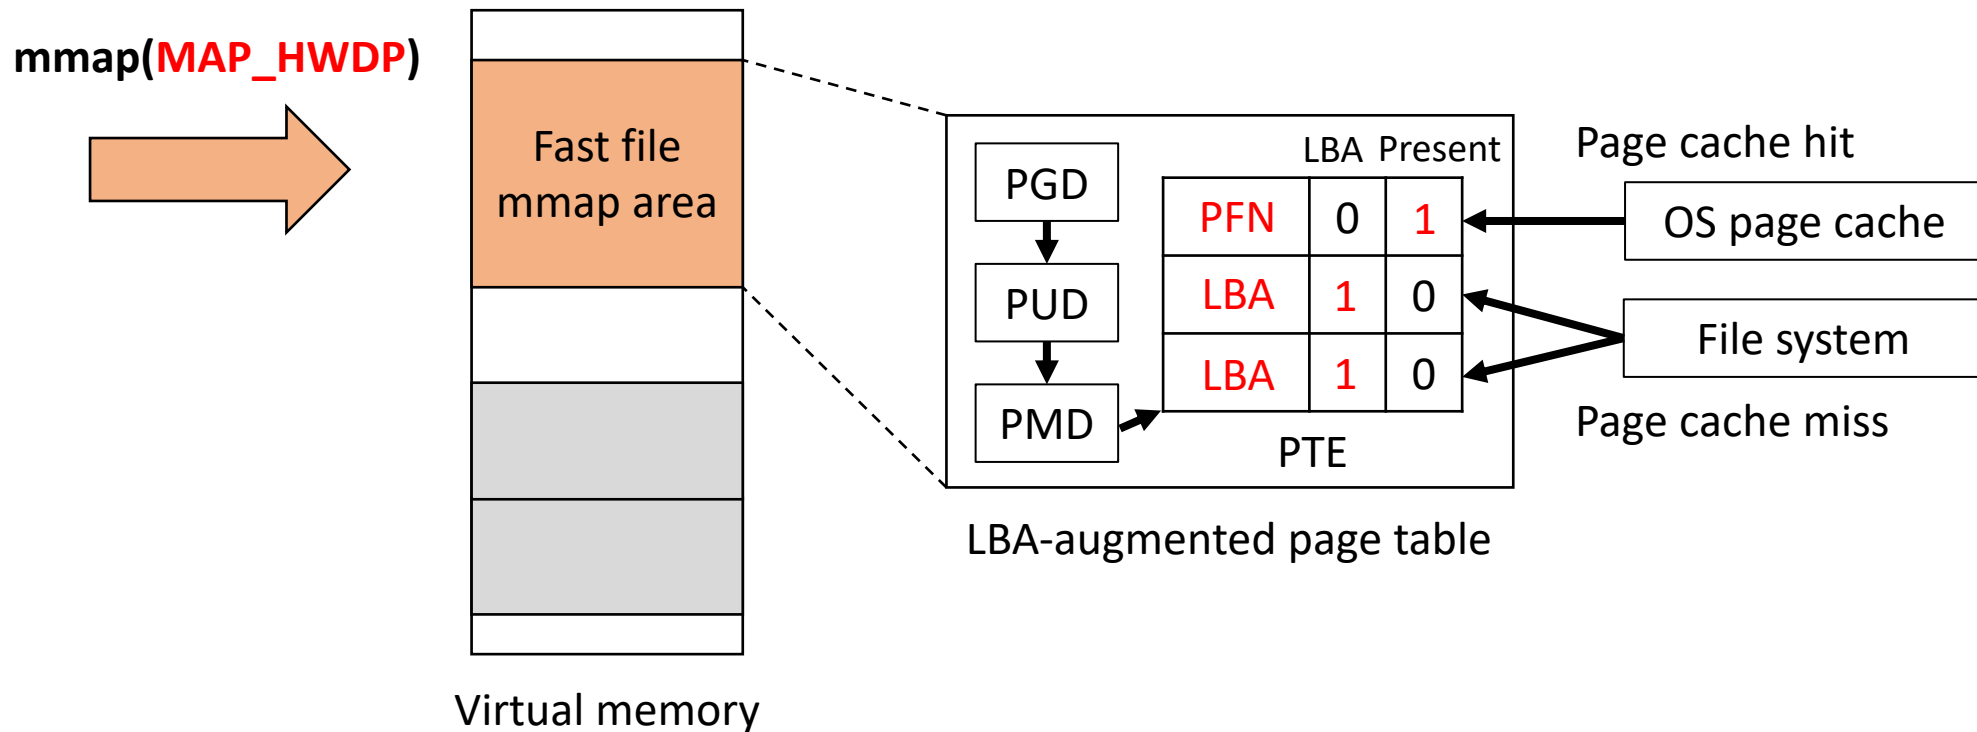 mmap(MAP_HWDP)
Fast file
mmap area
Virtual memory
PGD
PUD
PMD
LBA Present
PFN 0 1
LBA 1 0
LBA 1 0
PTE
LBA-augmented page table
Page cache hit
OS page cache
File system
Page cache miss